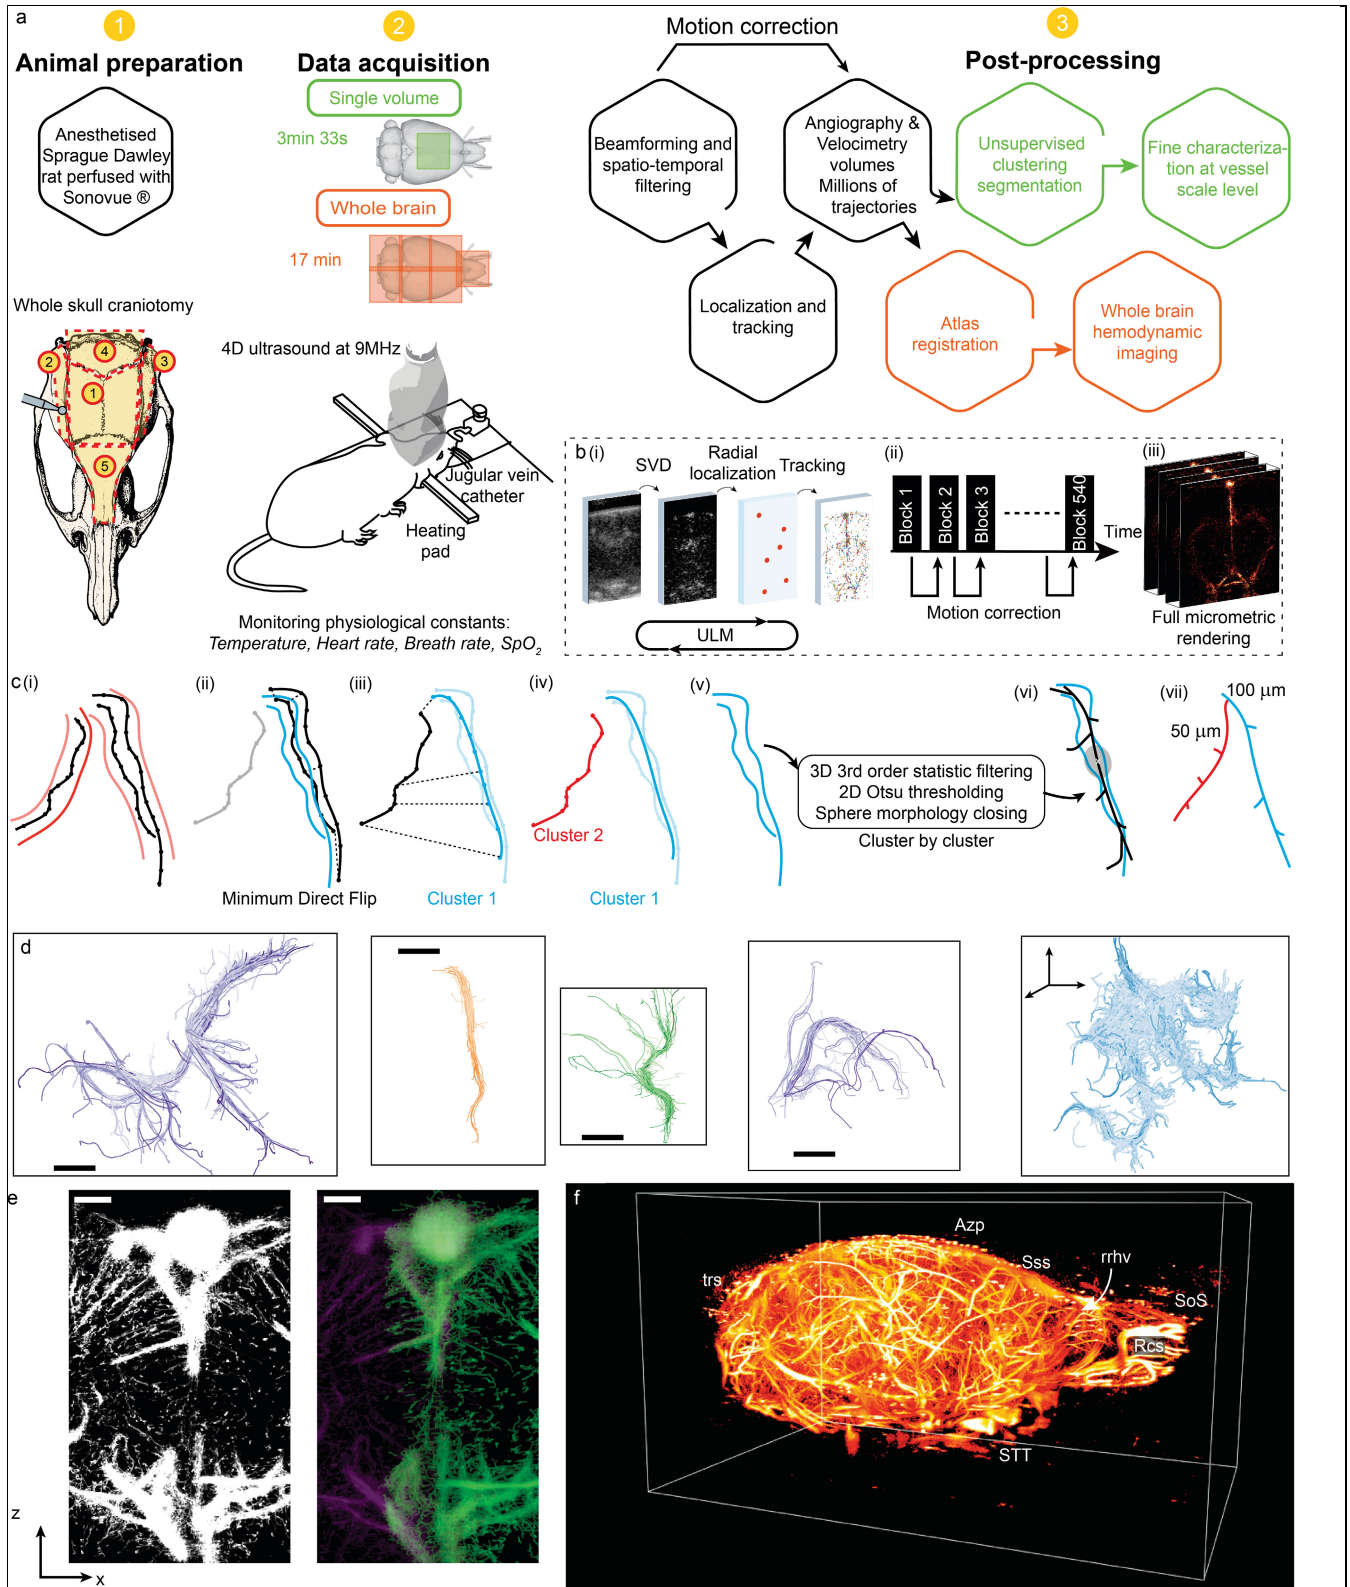 a
1
2
3
Motion correction
Animal preparation
Data acquisition
Post-processing
Single volume
3min 33s
Whole brain
17 min
Anesthetised
Sprague Dawley
rat perfused with
Sonovue ®
Beamforming and
spatio-temporal
filtering
Angiography &
Velocimetry
volumes
Millions of
trajectories
Unsupervised
clustering
segmentation
Fine characteriza-
tion at vessel
scale level
Localization and
tracking
Atlas
registration
Whole brain
hemodynamic
imaging
Whole skull craniotomy
2
4
3
1
5
4D ultrasound at 9MHz
Jugular vein
catheter
Heating
pad
Monitoring physiological constants:
Temperature, Heart rate, Breath rate, SpO2
b
(i)
SVD
Radial
localization
Tracking
ULM
(ii)
Block 1
Block 2
Block 3
Block 540
Time
Motion correction
(iii)
Full micrometric
rendering
c
(i)
(ii)
(iii)
(iv)
(v)
(vi)
(vii)
100 µm
50 µm
3D 3rd order statistic filtering
2D Otsu thresholding
Sphere morphology closing
Cluster by cluster
Cluster 2
Minimum Direct Flip
Cluster 1
Cluster 1
d
e
f
Azp
Sss
rrhv
trs
SoS
Rcs
STT
z
x